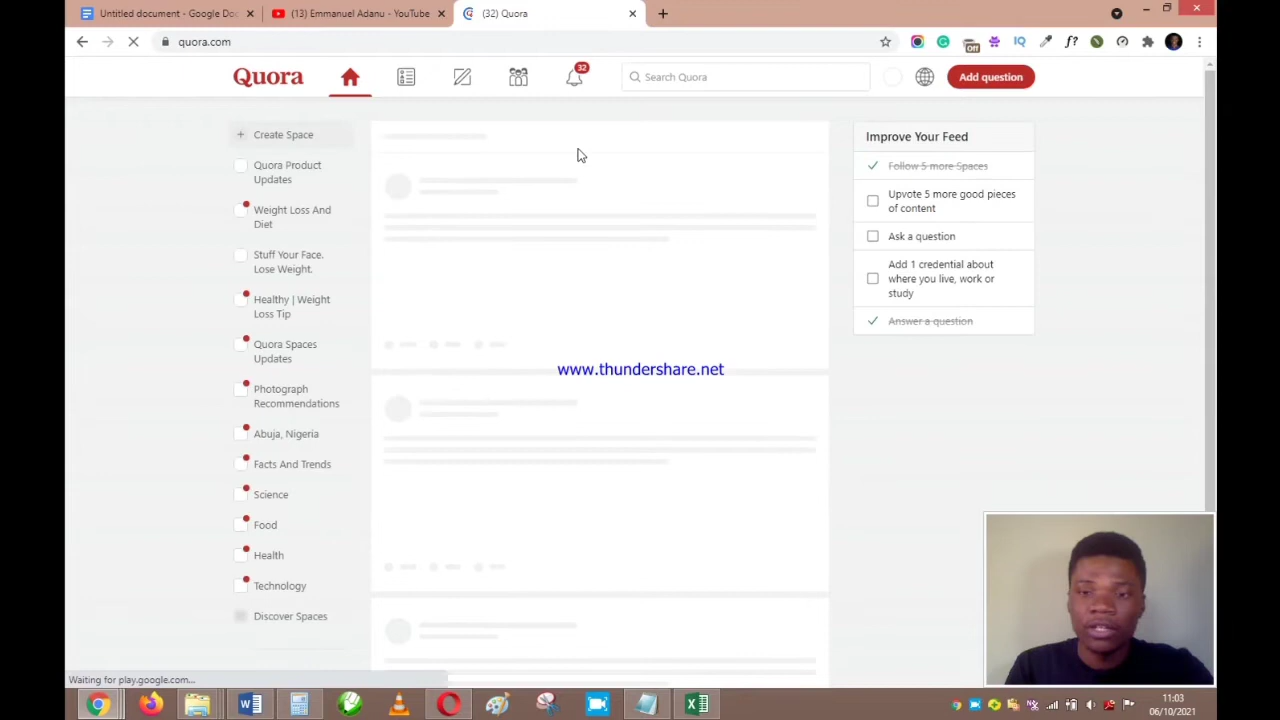 Untitled document - Google Doc
(13) Emmanuel Adanu - YouTube
(32) Quora
quora.com
Off
IQ
f?
Quora
32
Search Quora
Add question
+ Create Space
Quora Product
Updates
Weight Loss And
Diet
Stuff Your Face.
Lose Weight.
Healthy | Weight
Loss Tip
Quora Spaces
Updates
Photograph
Recommendations
Abuja, Nigeria
Facts And Trends
Science
Food
Health
Technology
Discover Spaces
Improve Your Feed
Follow 5 more Spaces
Upvote 5 more good pieces
of content
Ask a question
Add 1 credential about
where you live, work or
study
Answer a question
www.thundershare.net
Waiting for play.google.com...
11:03
06/10/2021